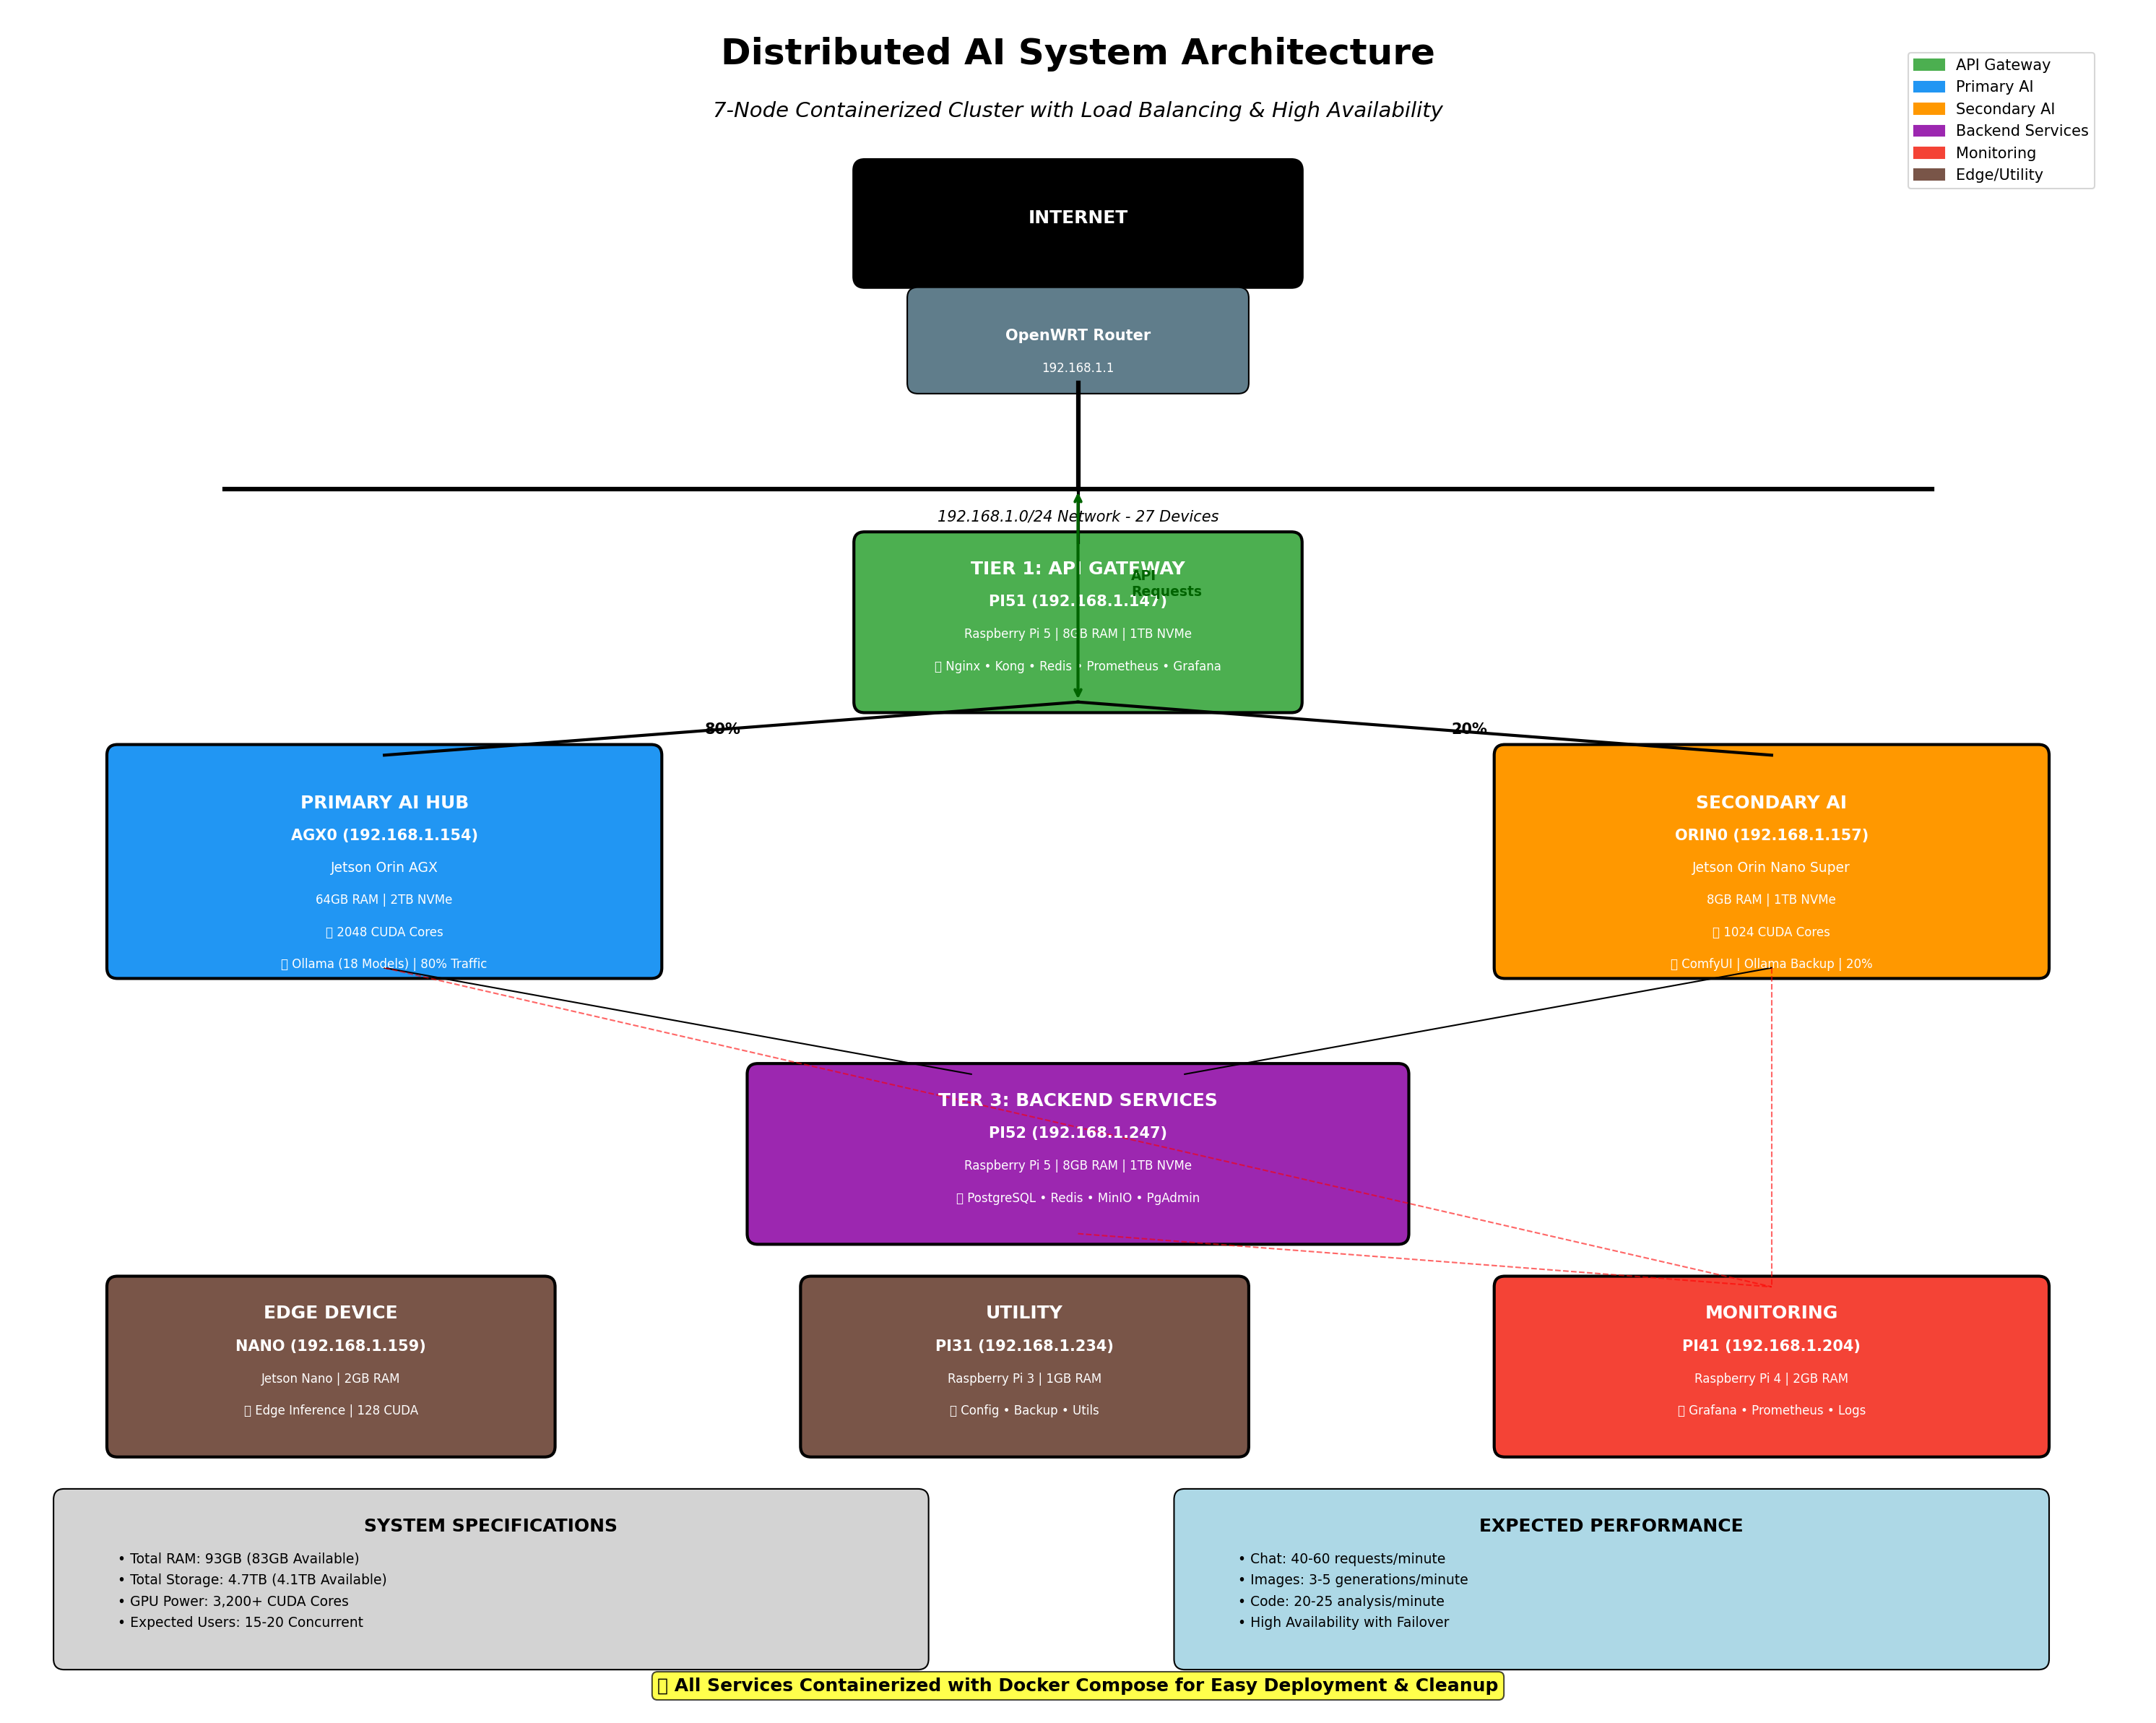 Distributed AI System Architecture
7-Node Containerized Cluster with Load Balancing & High Availability
API Gateway
Primary AI
Secondary AI
Backend Services
Monitoring
Edge/Utility
INTERNET
OpenWRT Router
192.168.1.1
192.168.1.0/24 Network - 27 Devices
TIER 1: API GATEWAY
API
Requests
PI51 (192.168.1.147)
Raspberry Pi 5 | 8GB RAM | 1TB NVMe
Nginx • Kong • Redis • Prometheus • Grafana
80%
20%
PRIMARY AI HUB
AGX0 (192.168.1.154)
Jetson Orin AGX
64GB RAM | 2TB NVMe
2048 CUDA Cores
Ollama (18 Models) | 80% Traffic
SECONDARY AI
ORIN0 (192.168.1.157)
Jetson Orin Nano Super
8GB RAM | 1TB NVMe
1024 CUDA Cores
ComfyUI | Ollama Backup | 20%
TIER 3: BACKEND SERVICES
PI52 (192.168.1.247)
Raspberry Pi 5 | 8GB RAM | 1TB NVMe
PostgreSQL • Redis • MinIO • PgAdmin
EDGE DEVICE
NANO (192.168.1.159)
Jetson Nano | 2GB RAM
Edge Inference | 128 CUDA
UTILITY
PI31 (192.168.1.234)
Raspberry Pi 3 | 1GB RAM
Config • Backup • Utils
MONITORING
PI41 (192.168.1.204)
Raspberry Pi 4 | 2GB RAM
Grafana • Prometheus • Logs
SYSTEM SPECIFICATIONS
• Total RAM: 93GB (83GB Available)
• Total Storage: 4.7TB (4.1TB Available)
• GPU Power: 3,200+ CUDA Cores
• Expected Users: 15-20 Concurrent
EXPECTED PERFORMANCE
• Chat: 40-60 requests/minute
• Images: 3-5 generations/minute
• Code: 20-25 analysis/minute
• High Availability with Failover
All Services Containerized with Docker Compose for Easy Deployment & Cleanup